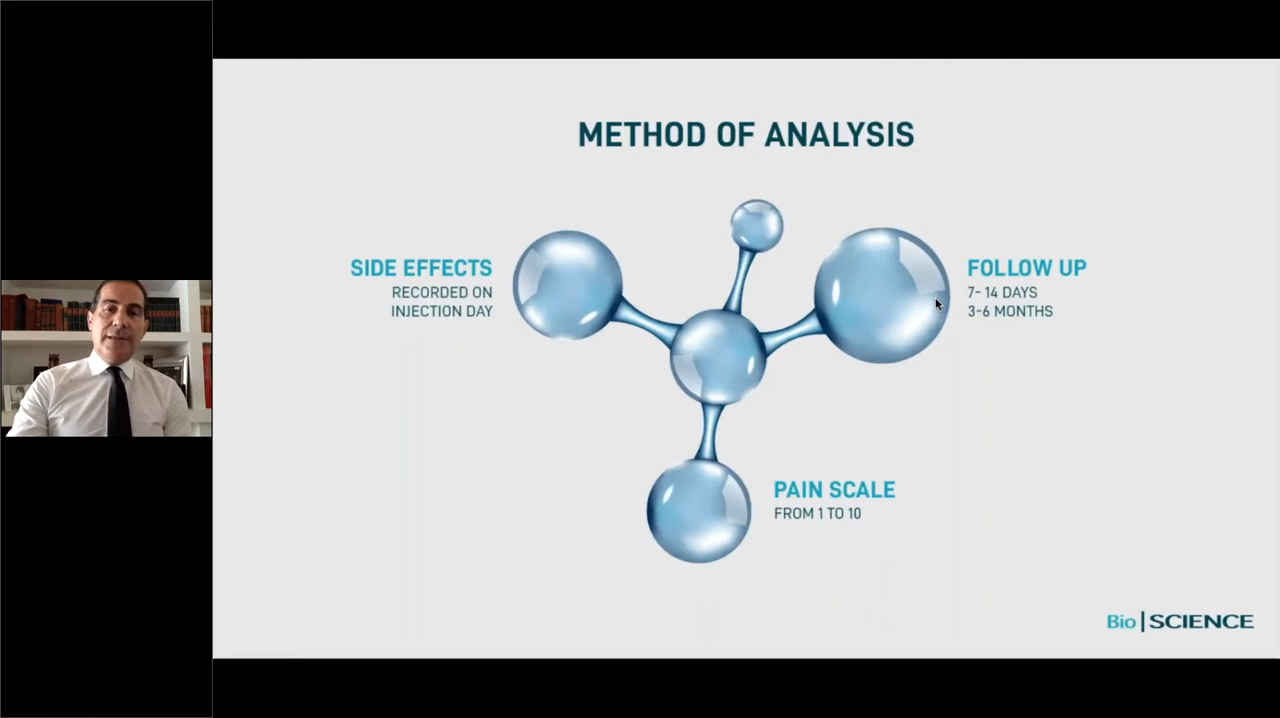 METHOD OF ANALYSIS
SIDE EFFECTS
RECORDED ON
INJECTION DAY
FOLLOW UP
7- 14 DAYS
3-6 MONTHS
PAIN SCALE
FROM 1 TO 10
Bio|SCIENCE